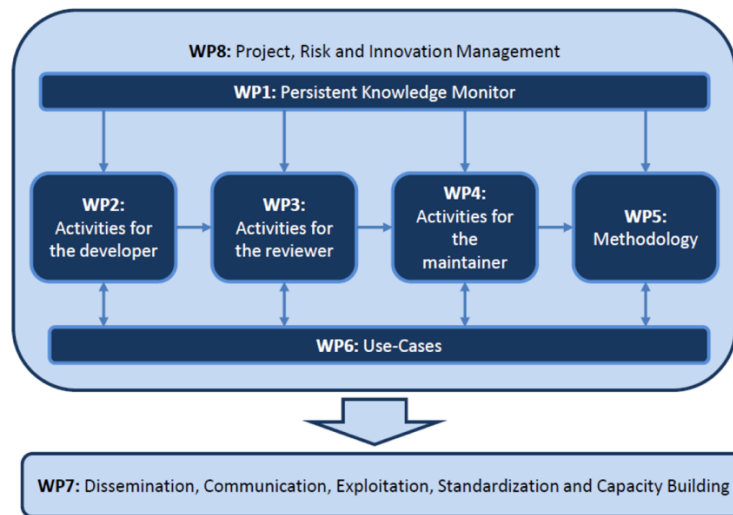 WP8: Project, Risk and Innovation Management
WP1: Persistent Knowledge Monitor
WP2:
Activities for
the developer
WP3:
Activities for
the reviewer
WP4:
Activities for
the
maintainer
WP5:
Methodology
WP6: Use-Cases
WP7: Dissemination, Communication, Exploitation, Standardization and Capacity Building